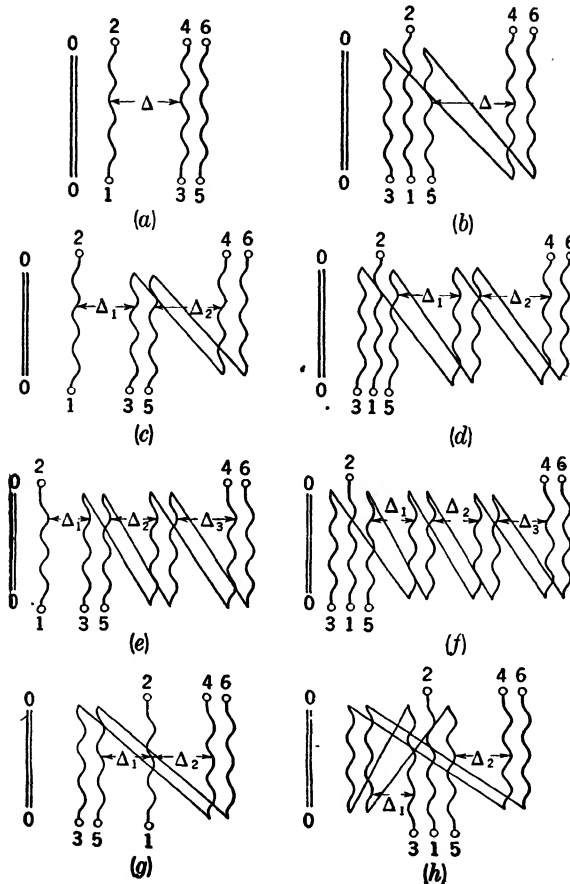 0 2 4 6 Δ 0 1 3 5
(a)
0 2 4 6 Δ 0 3 1 5
(b)
0 2 4 6 Δ₁ Δ₂ 0 1 3 5
(c)
0 2 4 6 Δ₁ Δ₂ 0 3 1 5
(d)
0 2 4 6 Δ₁ Δ₂ Δ₃ 0 1 3 5
(e)
0 2 4 6 Δ₁ Δ₂ Δ₃ 0 3 1 5
(f)
0 2 4 6 Δ₁ Δ₂ 0 3 5 1
(g)
0 2 4 6 Δ₂ Δ₁ 0 3 1 5
(h)